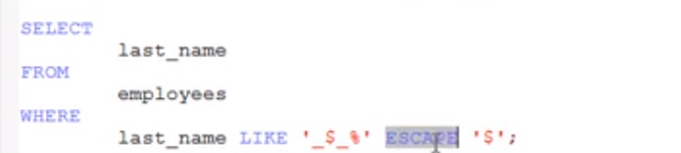 SELECT
last_name
FROM
employees
WHERE
last_name LIKE '_$_%' ESCAPE '$';